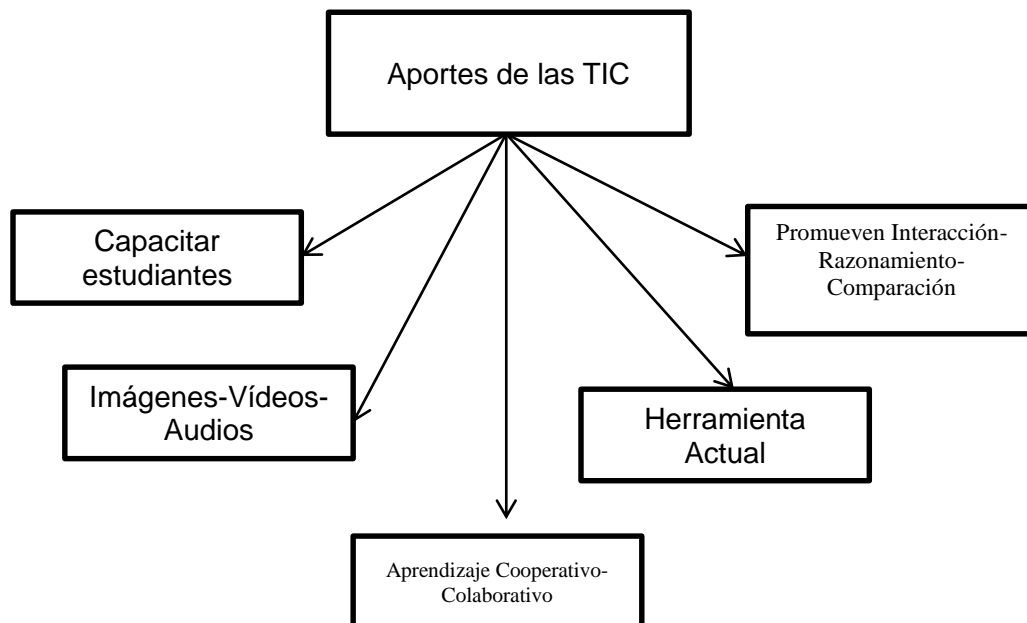 Aportes de las TIC
Capacitar
estudiantes
Promueven Interacción-
Razonamiento-
Comparación
Imágenes-Vídeos-
Audios
Herramienta
Actual
Aprendizaje Cooperativo-
Colaborativo